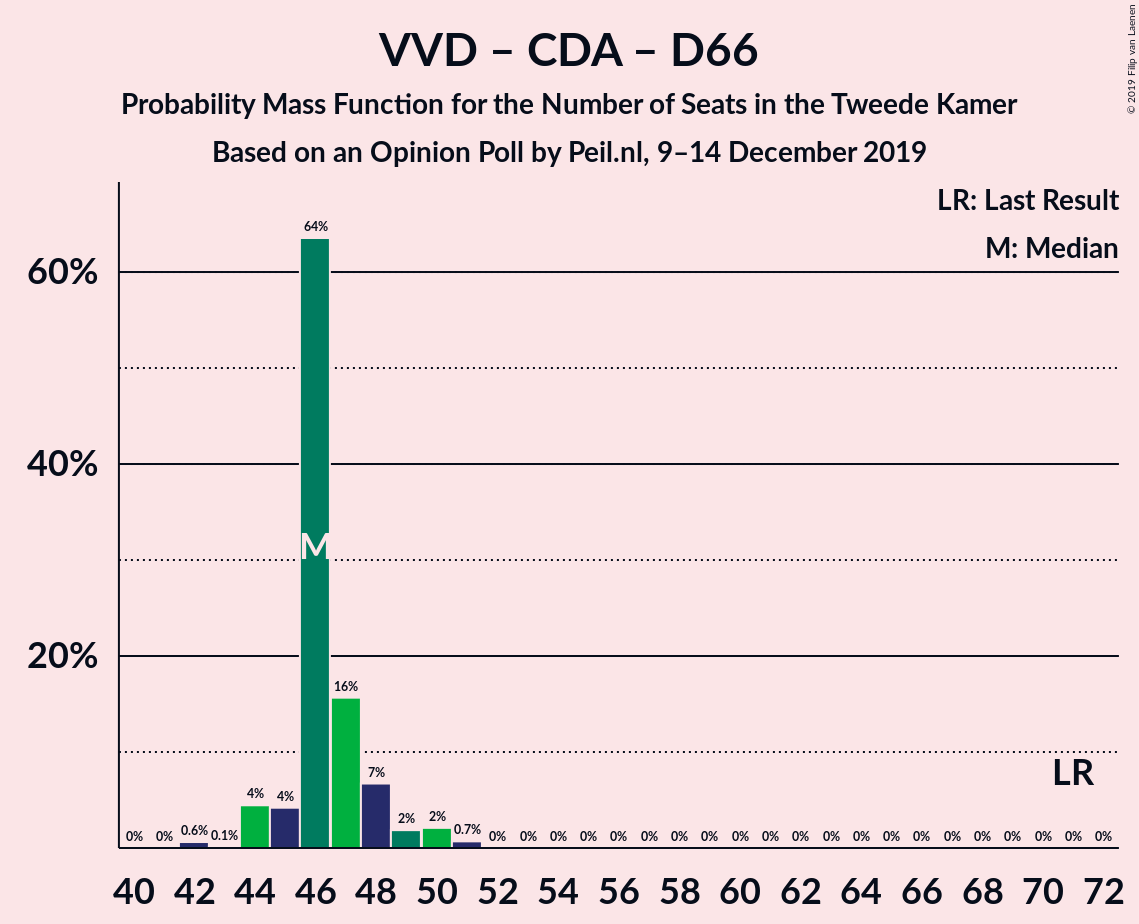 VVD – CDA – D66
Probability Mass Function for the Number of Seats in the Tweede Kamer
Based on an Opinion Poll by Peil.nl, 9–14 December 2019
© 2019 Filip van Laenen
LR: Last Result
M: Median
60%
40%
20%
64%
M
16%
7%
4%
4%
2%
2%
0.7%
0.6%
0.1%
LR
0% 0% 0% 0% 0% 0% 0% 0% 0% 0% 0% 0% 0% 0% 0% 0% 0% 0% 0% 0% 0% 0% 0%
40 42 44 46 48 50 52 54 56 58 60 62 64 66 68 70 72